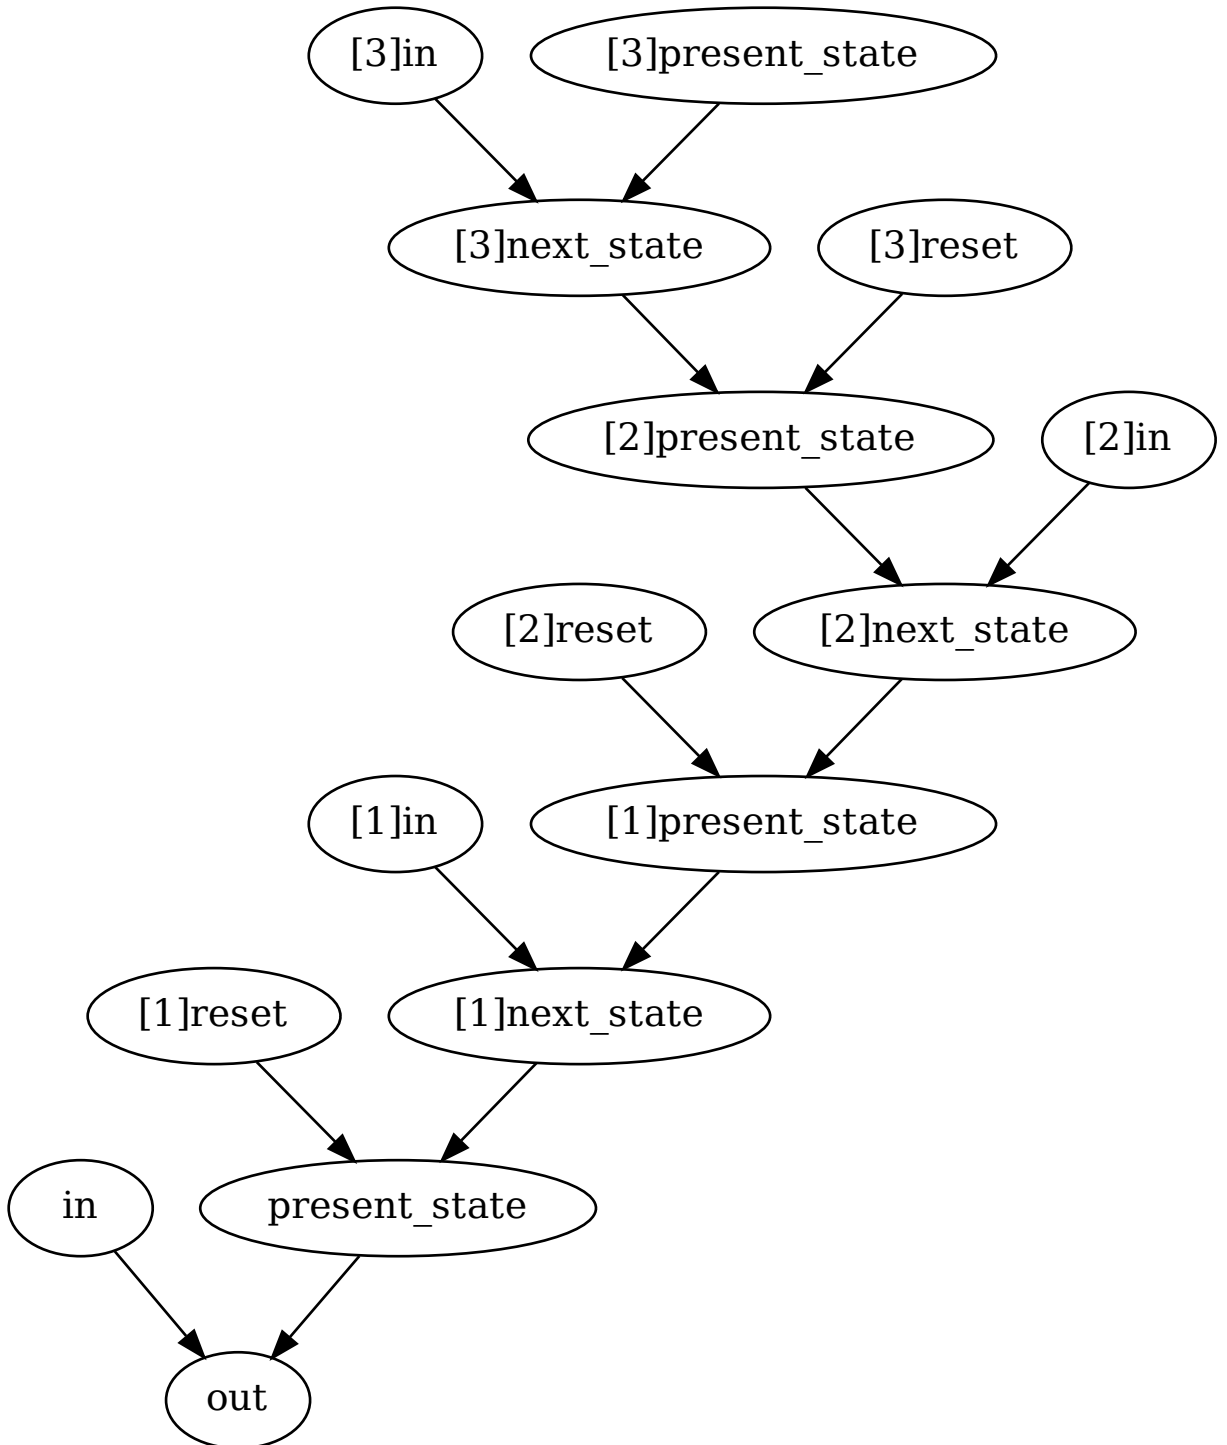 [3]in
[3]present_state
[3]next_state
[3]reset
[2]present_state
[2]in
[2]reset
[2]next_state
[1]in
[1]present_state
[1]reset
[1]next_state
in
present_state
out